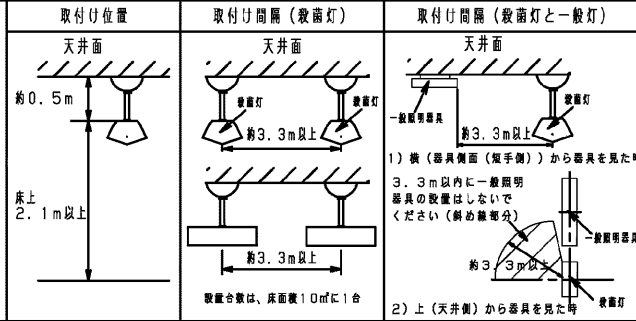 取付け位置
天井面
約0.5m
床上
2.1m以上
取付け間隔(殺菌灯)
天井面
殺菌灯
殺菌灯
約3.3m以上
約3.3m以上
設置台数は、床面積10㎡に1台
取付け間隔(殺菌灯と一般灯)
天井面
一般照明器具
殺菌灯
約3.3m以上
1)横(器具側面(短手側))から器具を見た時
3.3m以内に一般照明
器具の設置はしないで
ください(斜め線部分)
一般照明器具
約3.3m以上
殺菌灯
2)上(天井側)から器具を見た時